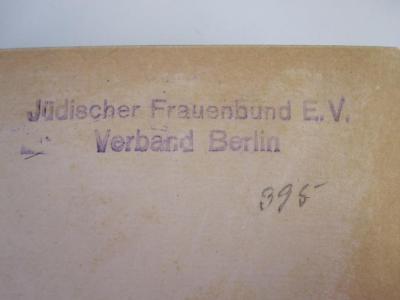 Jüdischer Frauenbund E.V.
Verband Berlin
395